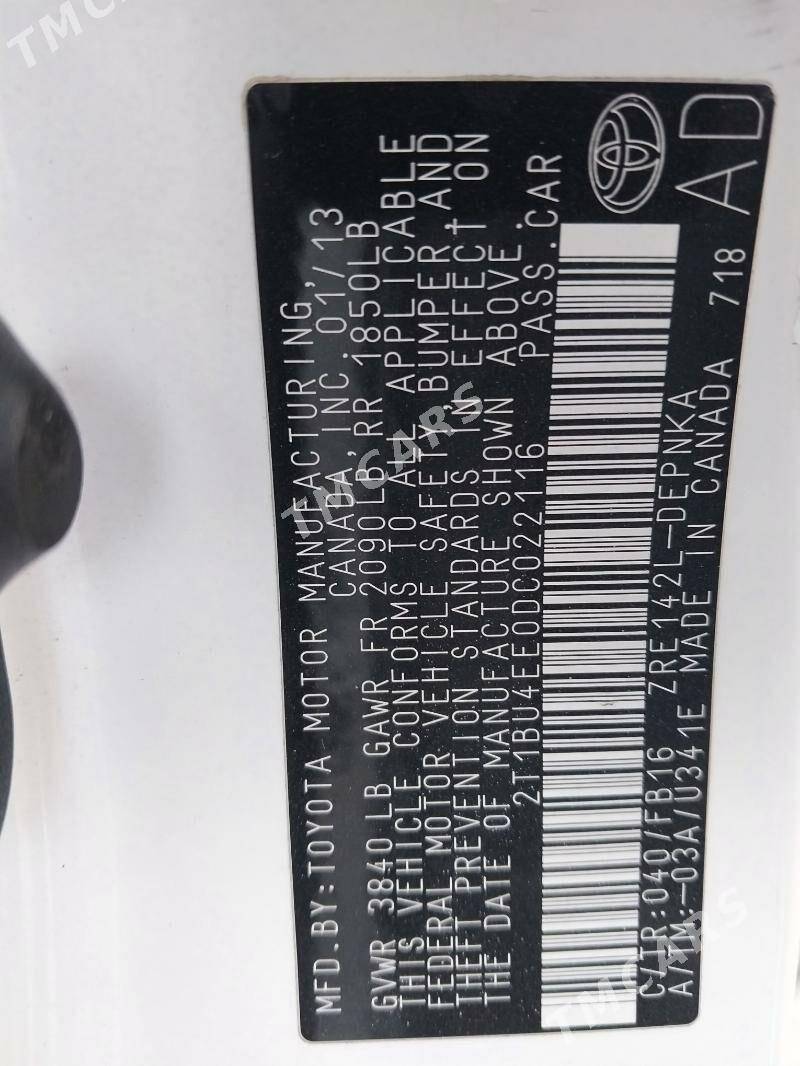 MFD.BY:TOYOTA MOTOR MANUFACTURING,
CANADA,INC. 01/13
GVWR 3840 LB GAWR FR 2090LB,RR 1850LB
THIS VEHICLE CONFORMS TO ALL APPLICABLE
FEDERAL MOTOR VEHICLE SAFETY,BUMPER,AND
THEFT PREVENTION STANDARDS IN EFFECT ON
THE DATE OF MANUFACTURE SHOWN ABOVE.
2T1BU4EE0DC022116 PASS.CAR
C/TR:040/FB16 ZRE142L-DEPNKA
A/TM:-03A/U341E MADE IN CANADA 718
AD
TMCARS
TMCARS
TMCARS